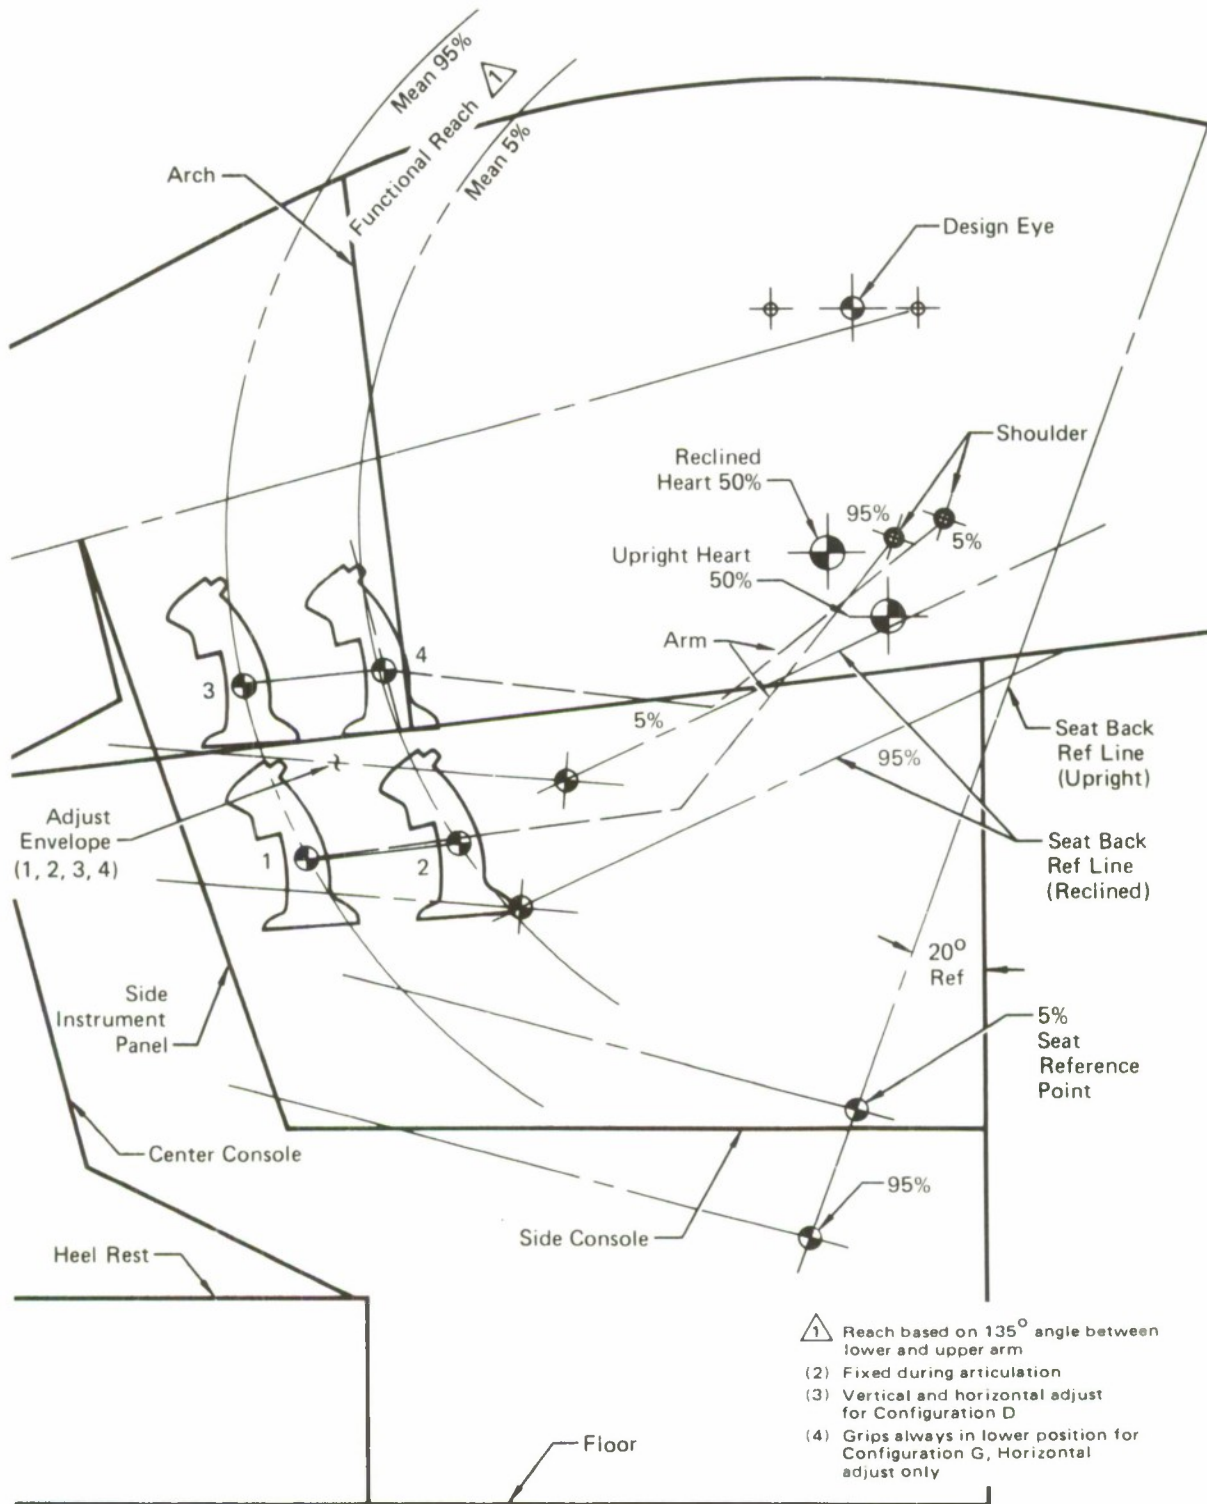 Mean 95%
Functional Reach 1
Mean 5%
Arch
Design Eye
Shoulder
Reclined
Heart 50%
95%
5%
Upright Heart
50%
Arm
4
3
5%
Seat Back
Ref Line
(Upright)
95%
Adjust
Envelope
(1, 2, 3, 4)
1
2
Seat Back
Ref Line
(Reclined)
20°
Ref
Side
Instrument
Panel
5%
Seat
Reference
Point
Center Console
95%
Side Console
Heel Rest
1 Reach based on 135° angle between
lower and upper arm
(2) Fixed during articulation
(3) Vertical and horizontal adjust
for Configuration D
(4) Grips always in lower position for
Configuration G, Horizontal
adjust only
Floor